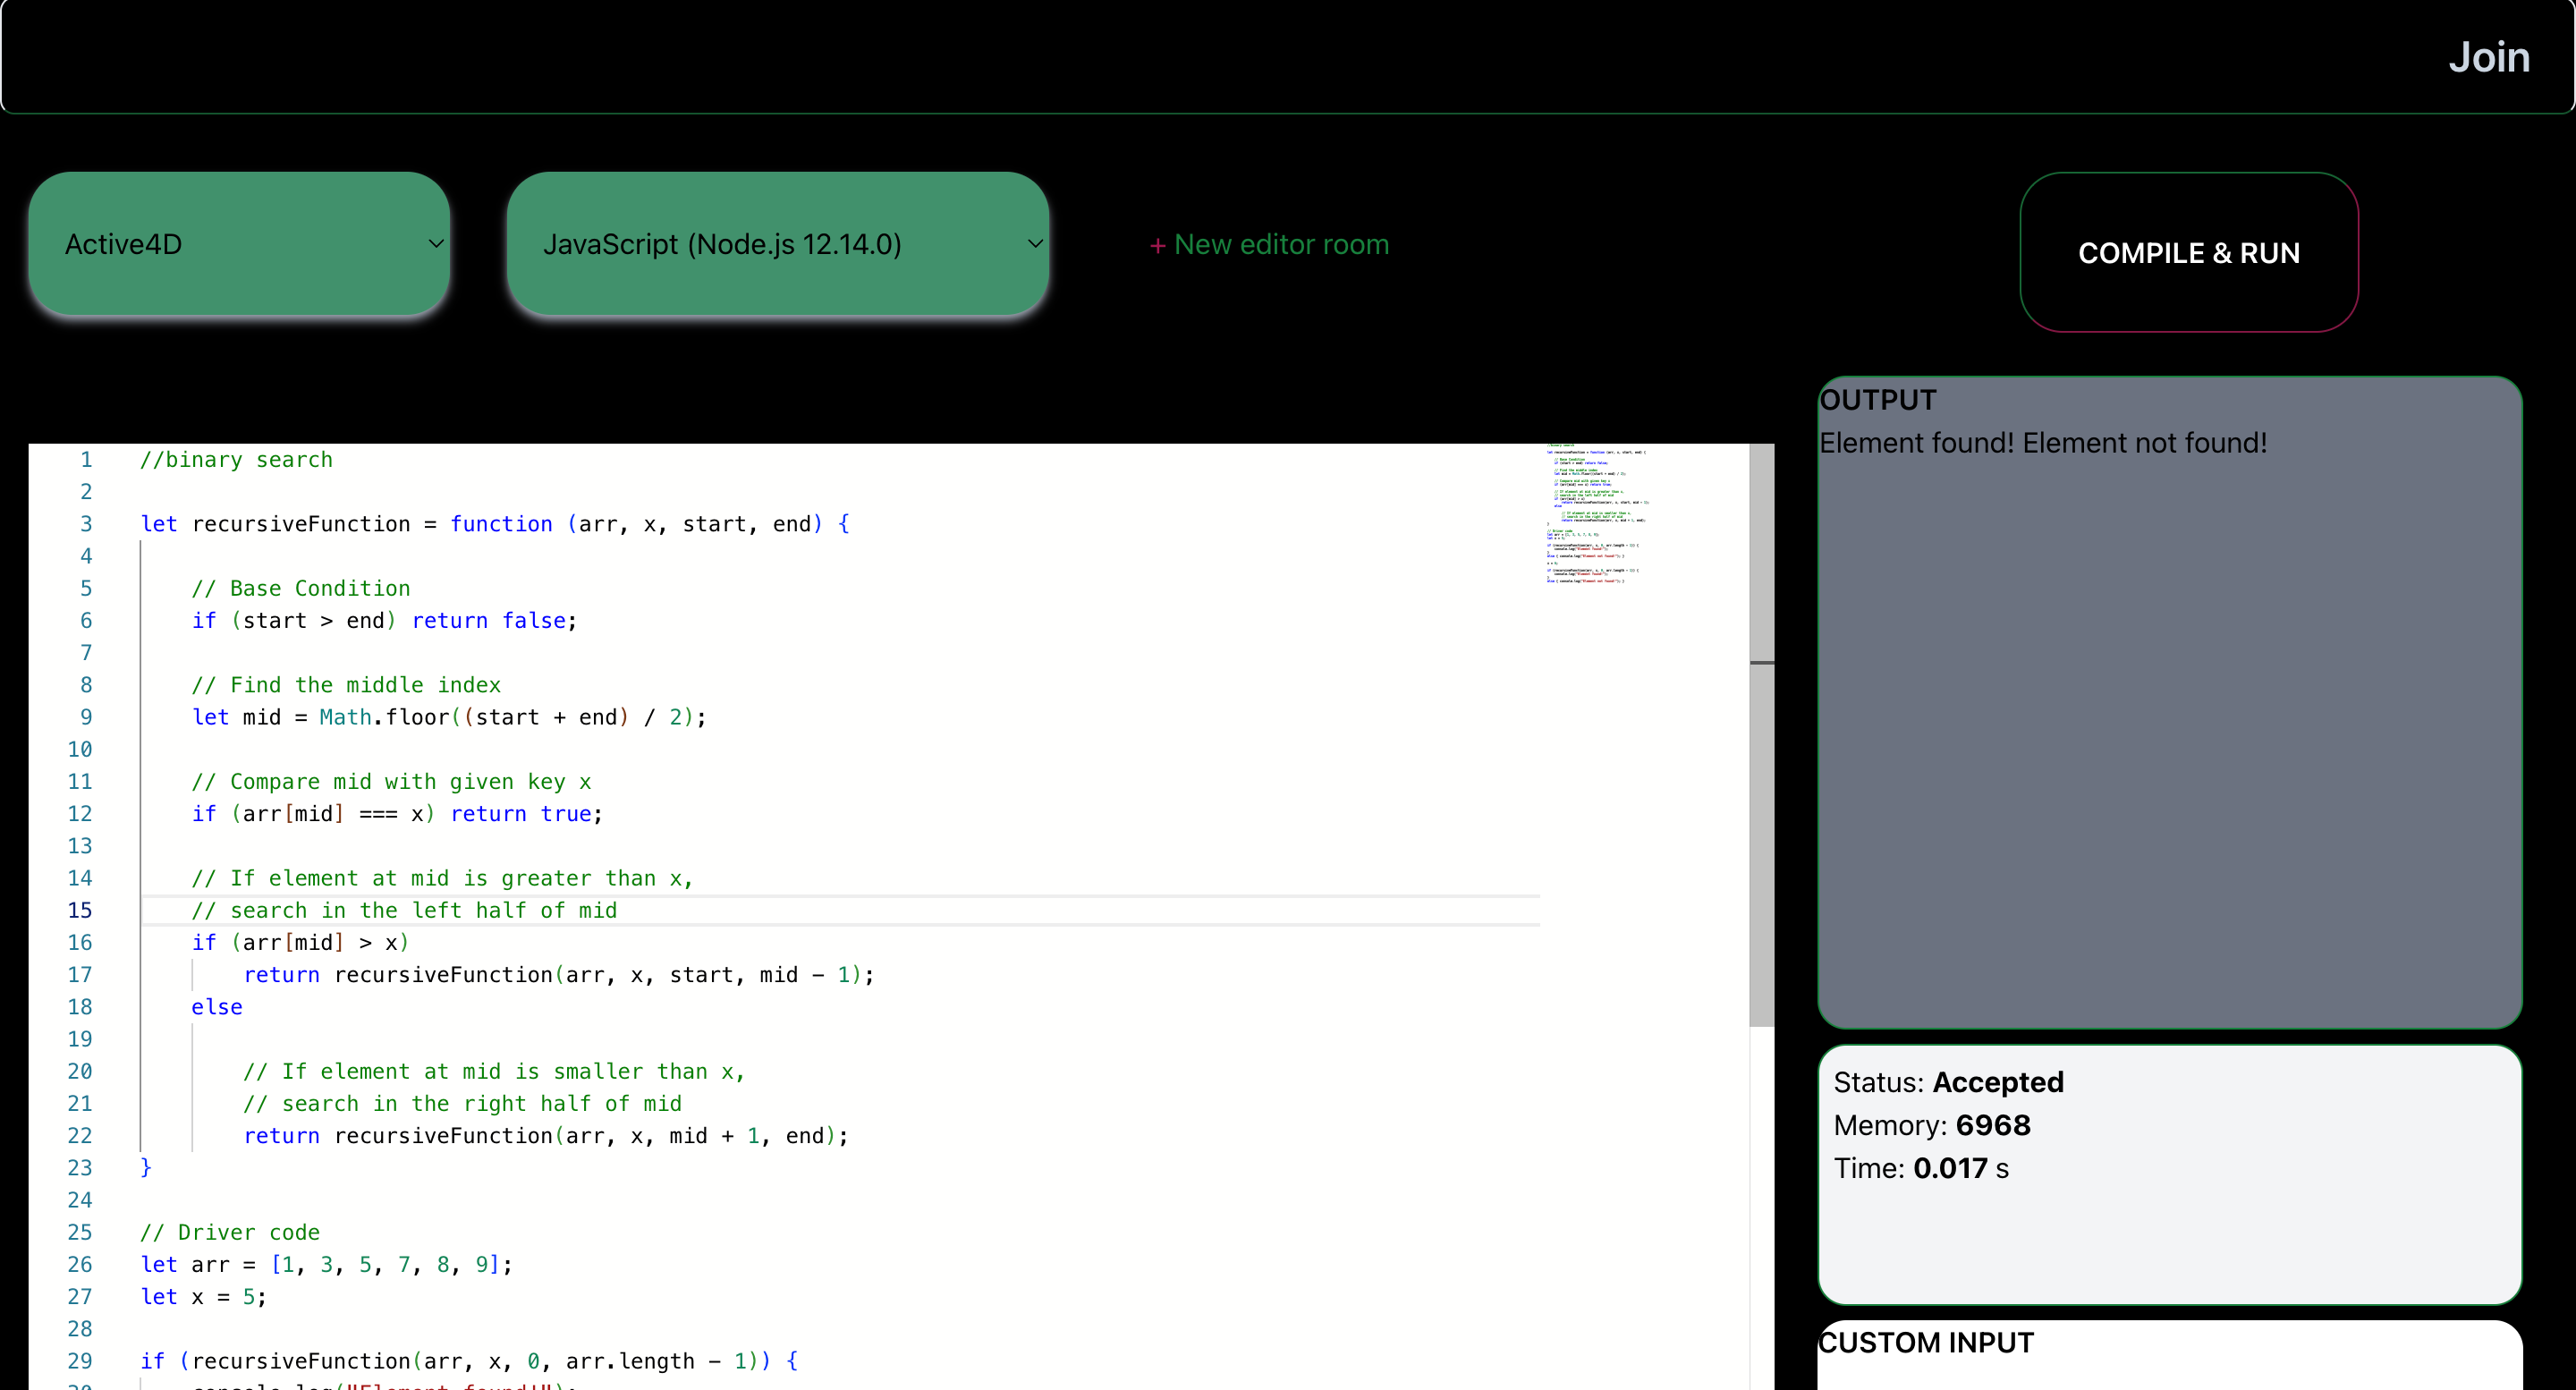 Join
Active4D
JavaScript (Node.js 12.14.0)
+ New editor room
COMPILE & RUN
1 //binary search
2
3 let recursiveFunction = function (arr, x, start, end) {
4
5     // Base Condition
6     if (start > end) return false;
7
8     // Find the middle index
9     let mid = Math.floor((start + end) / 2);
10
11     // Compare mid with given key x
12     if (arr[mid] === x) return true;
13
14     // If element at mid is greater than x,
15     // search in the left half of mid
16     if (arr[mid] > x)
17         return recursiveFunction(arr, x, start, mid - 1);
18     else
19
20         // If element at mid is smaller than x,
21         // search in the right half of mid
22         return recursiveFunction(arr, x, mid + 1, end);
23 }
24
25 // Driver code
26 let arr = [1, 3, 5, 7, 8, 9];
27 let x = 5;
28
29 if (recursiveFunction(arr, x, 0, arr.length - 1)) {
30     console.log("Element found!");
OUTPUT
Element found! Element not found!
Status: Accepted
Memory: 6968
Time: 0.017 s
CUSTOM INPUT